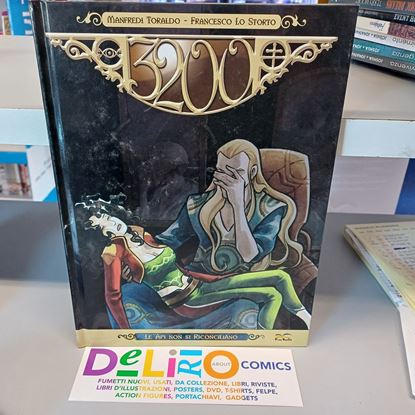 Manfredi Toraldo - Francesco Lo Storto
3200
Le Api non si Riconciliano
DeLiRiO
ABOUT
COMICS
FUMETTI NUOVI, USATI, DA COLLEZIONE, LIBRI, RIVISTE,
LIBRI D'ILLUSTRAZIONI, POSTERS, DVD, T-SHIRTS, FELPE,
ACTION FIGURES, PORTACHIAVI, GADGETS